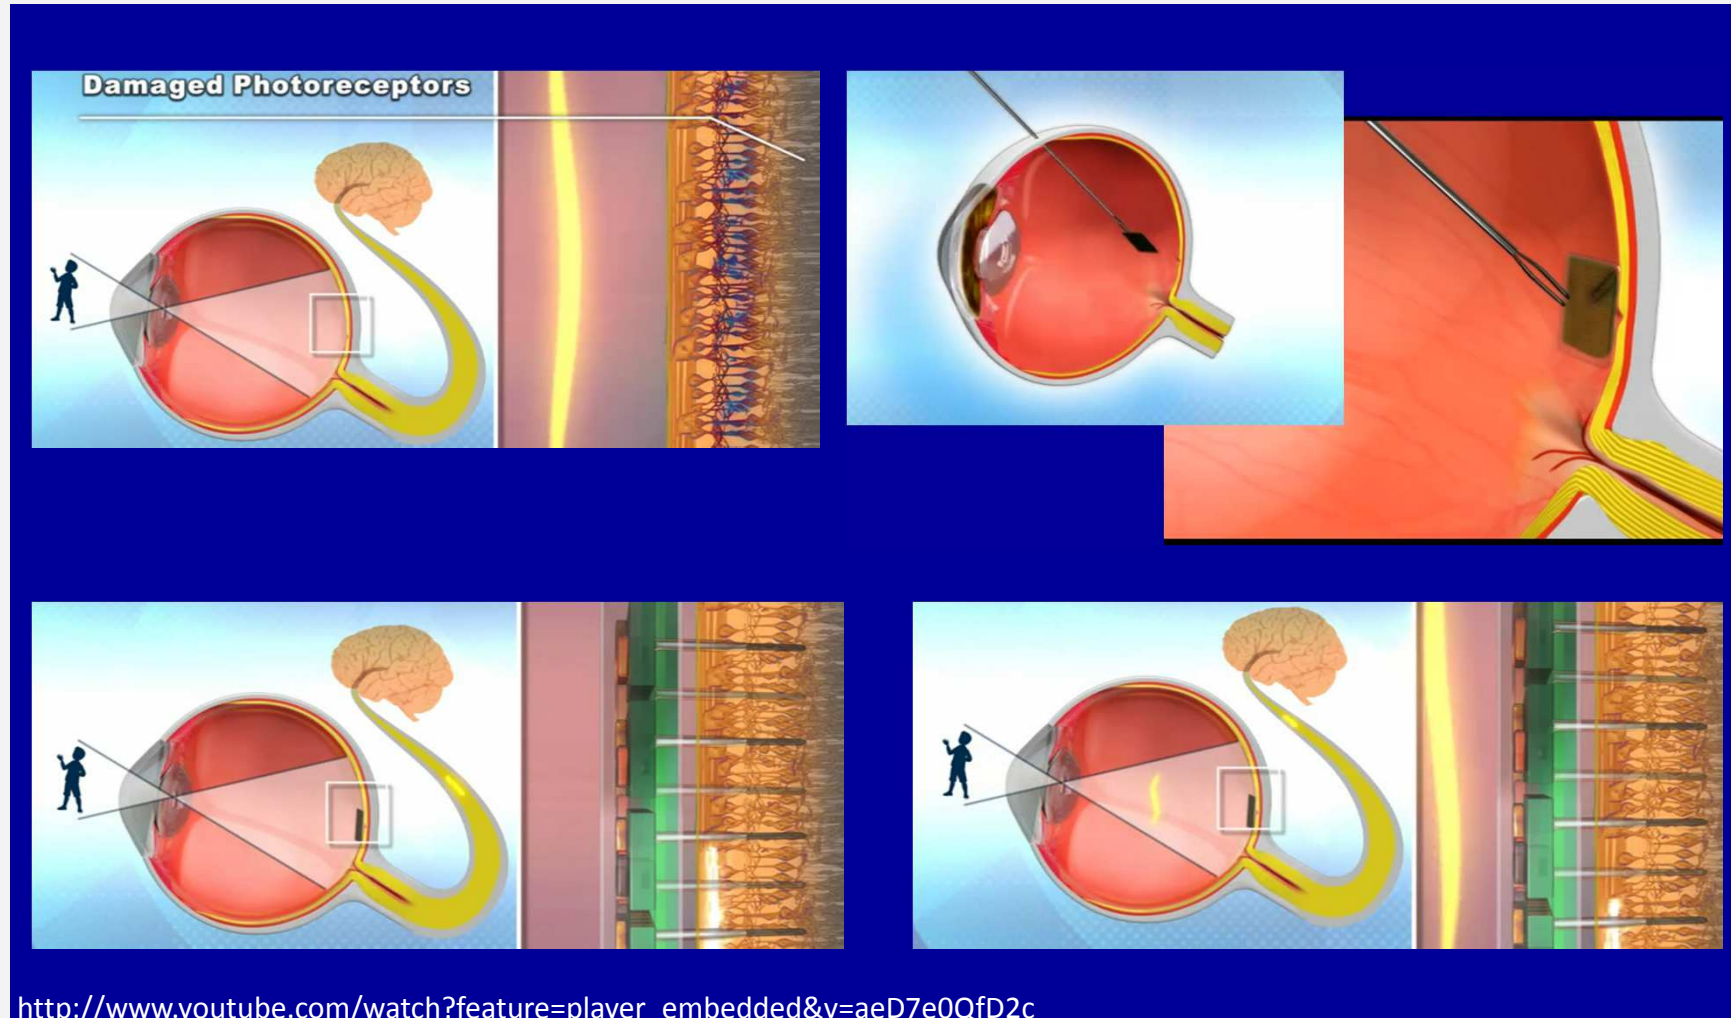 Damaged Photoreceptors
http://www.youtube.com/watch?feature=player_embedded&v=aeD7e0QfD2c